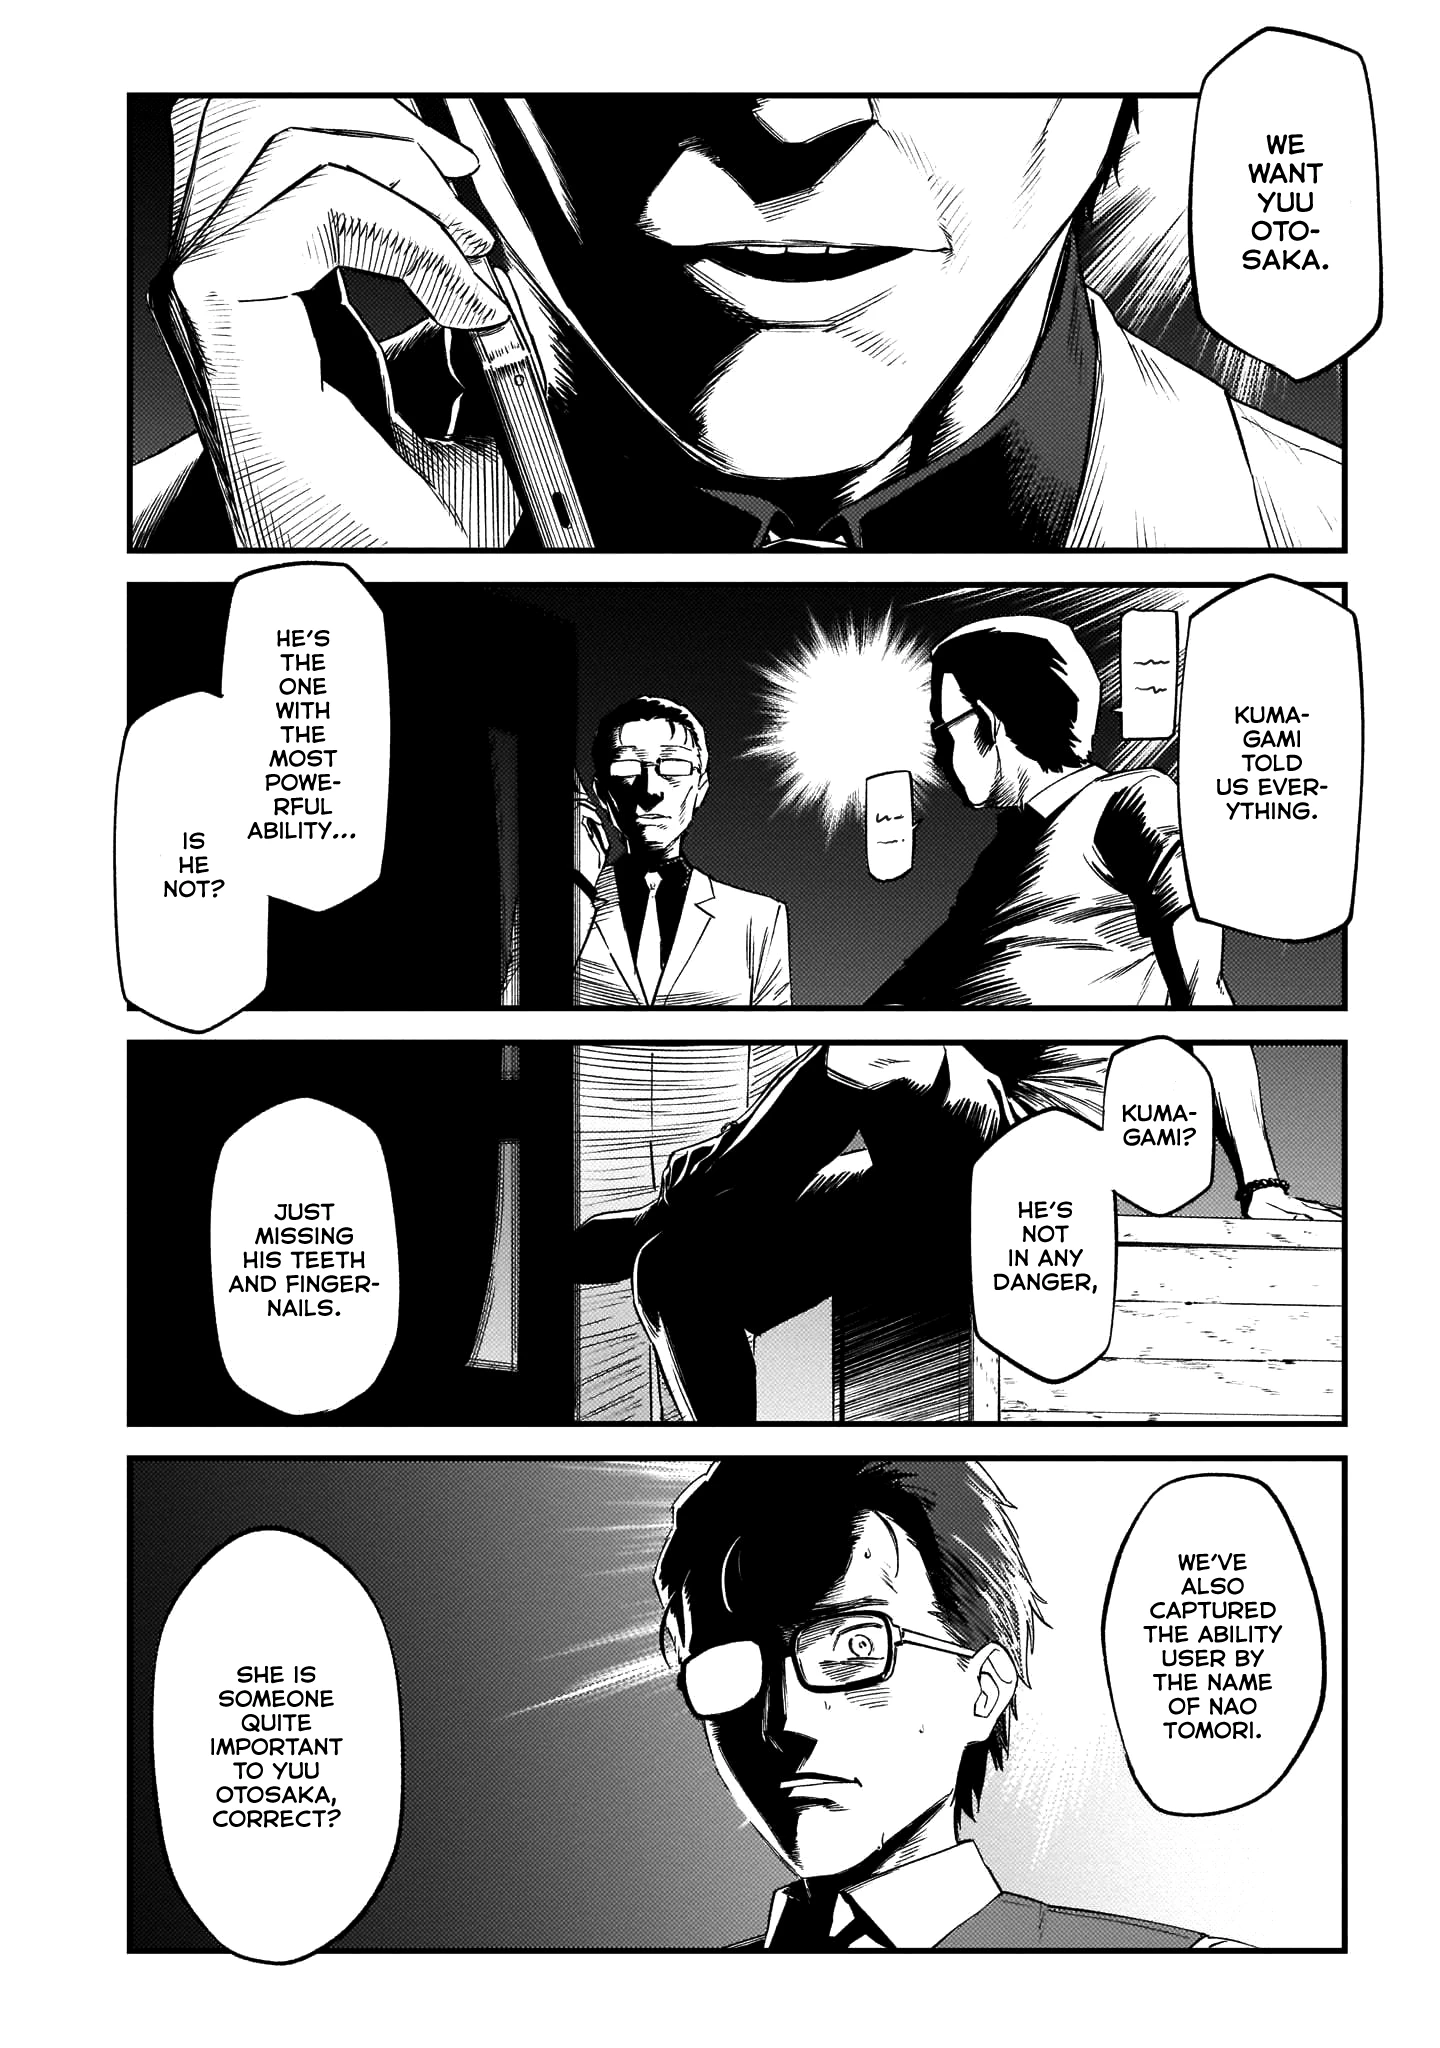 WE
WANT
YUU
OTO-
SAKA.
KUMA-
GAMI
TOLD
US EVER-
YTHING.
HE'S
THE
ONE
WITH
THE
MOST
POWE-
RFUL
ABILITY...
IS
HE
NOT?
KUMA-
GAMI?
HE'S
NOT
IN ANY
DANGER,
JUST
MISSING
HIS TEETH
AND FINGER-
NAILS.
WE'VE
ALSO
CAPTURED
THE ABILITY
USER BY
THE NAME
OF NAO
TOMORI.
SHE IS
SOMEONE
QUITE
IMPORTANT
TO YUU
OTOSAKA,
CORRECT?